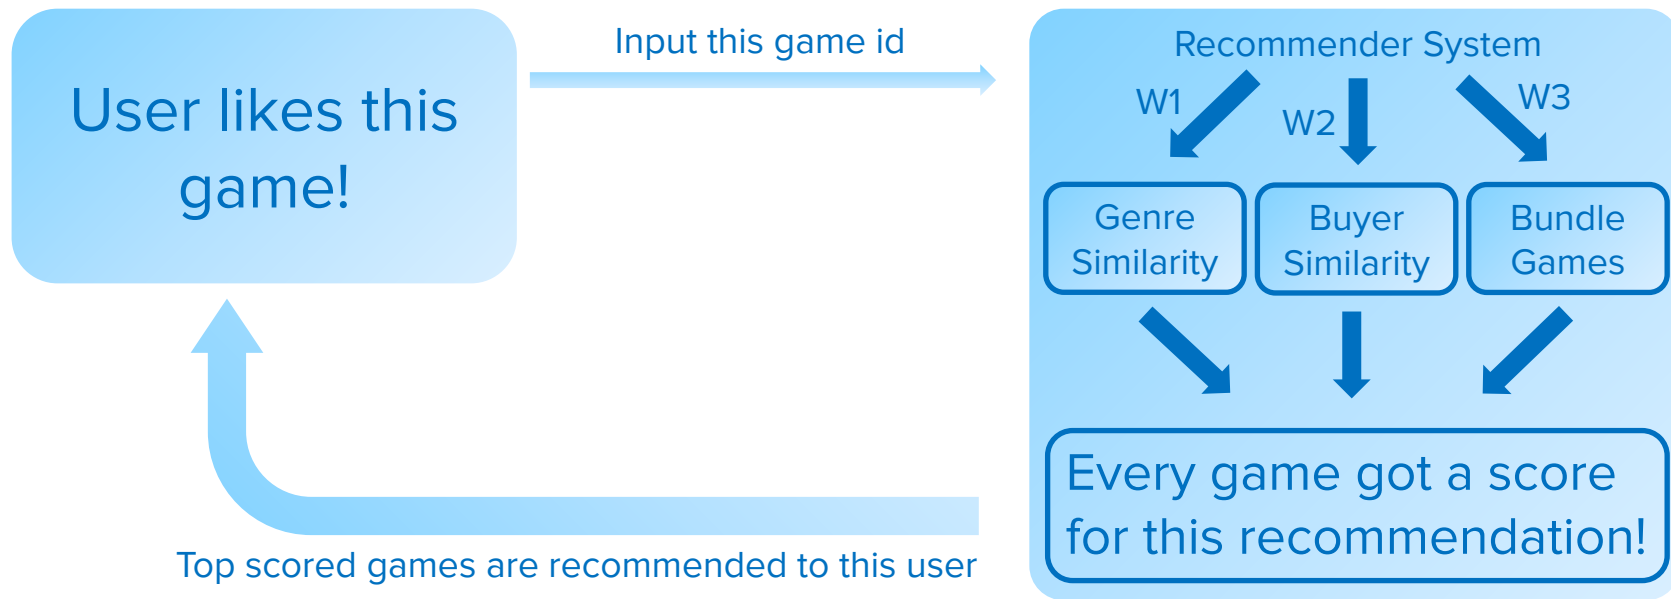 User likes this
game!
Input this game id
Recommender System
W1
W2
W3
Genre
Similarity
Buyer
Similarity
Bundle
Games
Every game got a score
for this recommendation!
Top scored games are recommended to this user